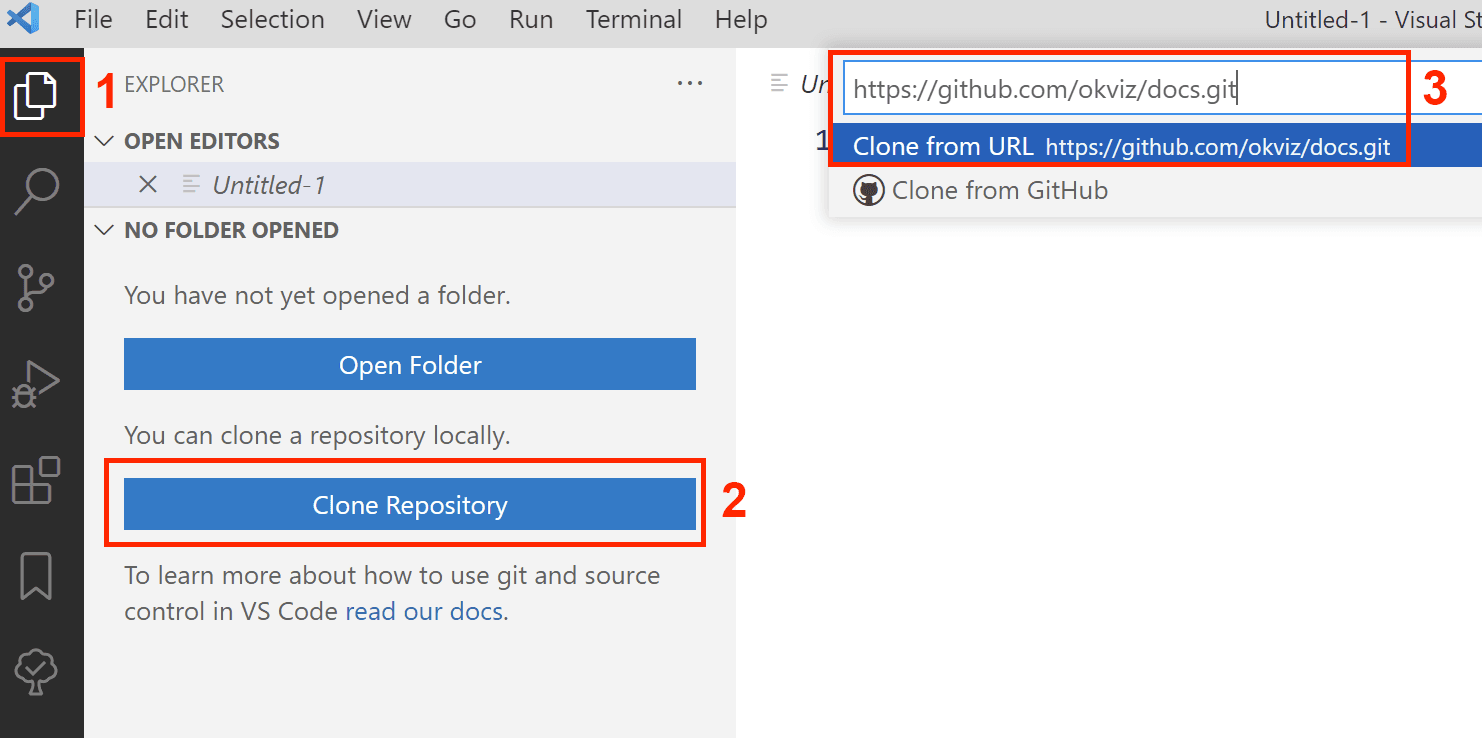 File Edit Selection View Go Run Terminal Help
Untitled-1 - Visual St
1 EXPLORER ...
OPEN EDITORS
Untitled-1
NO FOLDER OPENED
You have not yet opened a folder.
Open Folder
You can clone a repository locally.
Clone Repository
2
To learn more about how to use git and source
control in VS Code read our docs.
Un
https://github.com/okviz/docs.git
3
1
Clone from URL https://github.com/okviz/docs.git
Clone from GitHub